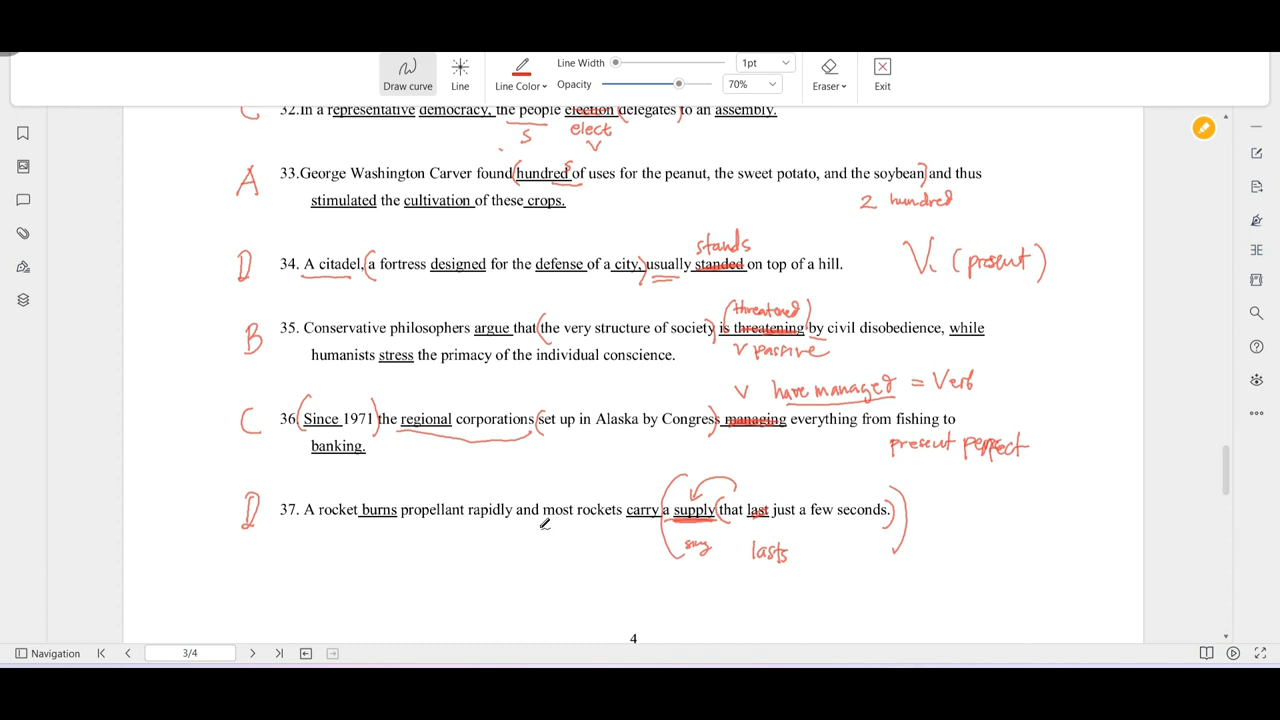 Draw curve
Line
Line Color
Line Width
1pt
Opacity
70%
Eraser
Exit
C 32.In a representative democracy, the people election (delegates) to an assembly.
S elect
V
s
A 33.George Washington Carver found (hundred of uses for the peanut, the sweet potato, and the soybean) and thus
stimulated the cultivation of these crops.
2 hundred
stands
D 34. A citadel, (a fortress designed for the defense of a city,) usually standed on top of a hill.
V. (present)
(threatened)
B 35. Conservative philosophers argue that (the very structure of society) is threatening by civil disobedience, while
V passive
humanists stress the primacy of the individual conscience.
V have managed = Verb
C 36.(Since 1971) the regional corporations (set up in Alaska by Congress) managing everything from fishing to
present perfect
banking.
D 37. A rocket burns propellant rapidly and most rockets carry (a supply (that last just a few seconds.))
sing lasts
4
Navigation
3/4